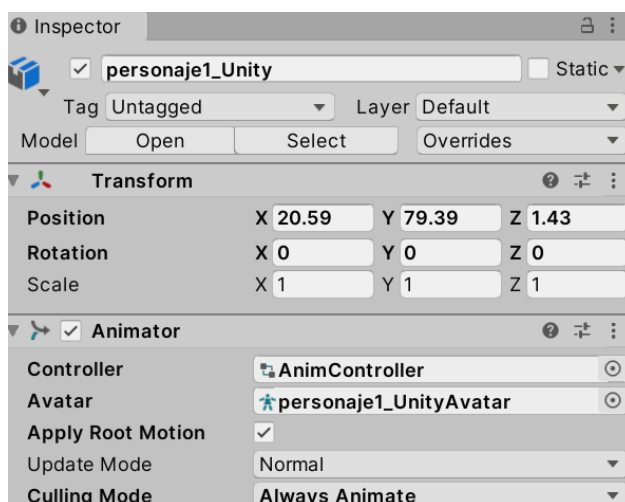 Inspector
personaje1_Unity Static
Tag Untagged Layer Default
Model Open Select Overrides
Transform
Position X 20.59 Y 79.39 Z 1.43
Rotation X 0 Y 0 Z 0
Scale X 1 Y 1 Z 1
Animator
Controller AnimController
Avatar personaje1_UnityAvatar
Apply Root Motion
Update Mode Normal
Culling Mode Always Animate